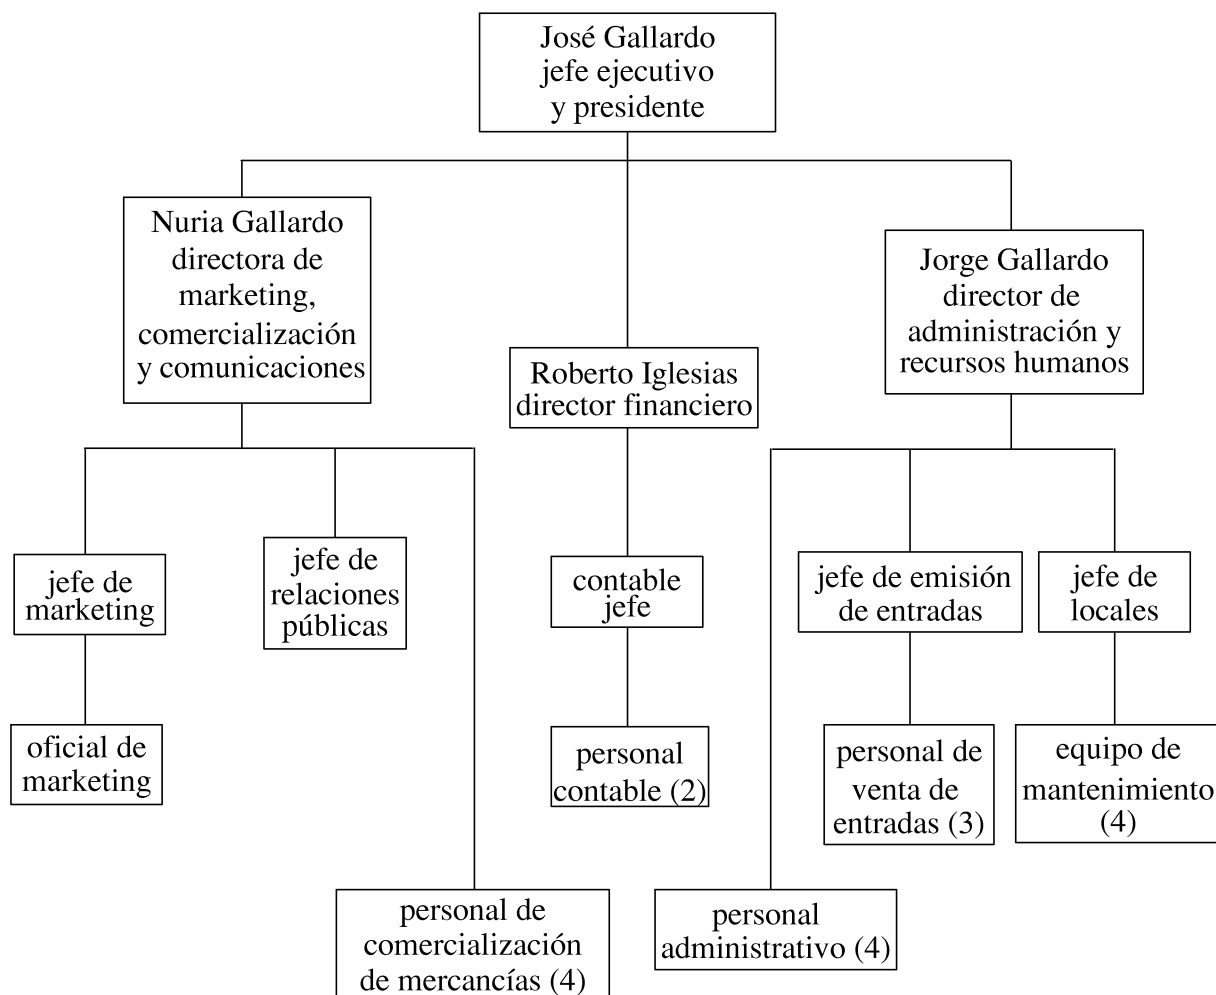 José Gallardo
jefe ejecutivo
y presidente
Nuria Gallardo
directora de
marketing,
comercialización
y comunicaciones
Roberto Iglesias
director financiero
Jorge Gallardo
director de
administración y
recursos humanos
jefe de
marketing
jefe de
relaciones
públicas
contable
jefe
jefe de emisión
de entradas
jefe de
locales
oficial de
marketing
personal
contable (2)
personal de
venta de
entradas (3)
equipo de
mantenimiento
(4)
personal de
comercialización
de mercancías (4)
personal
administrativo (4)